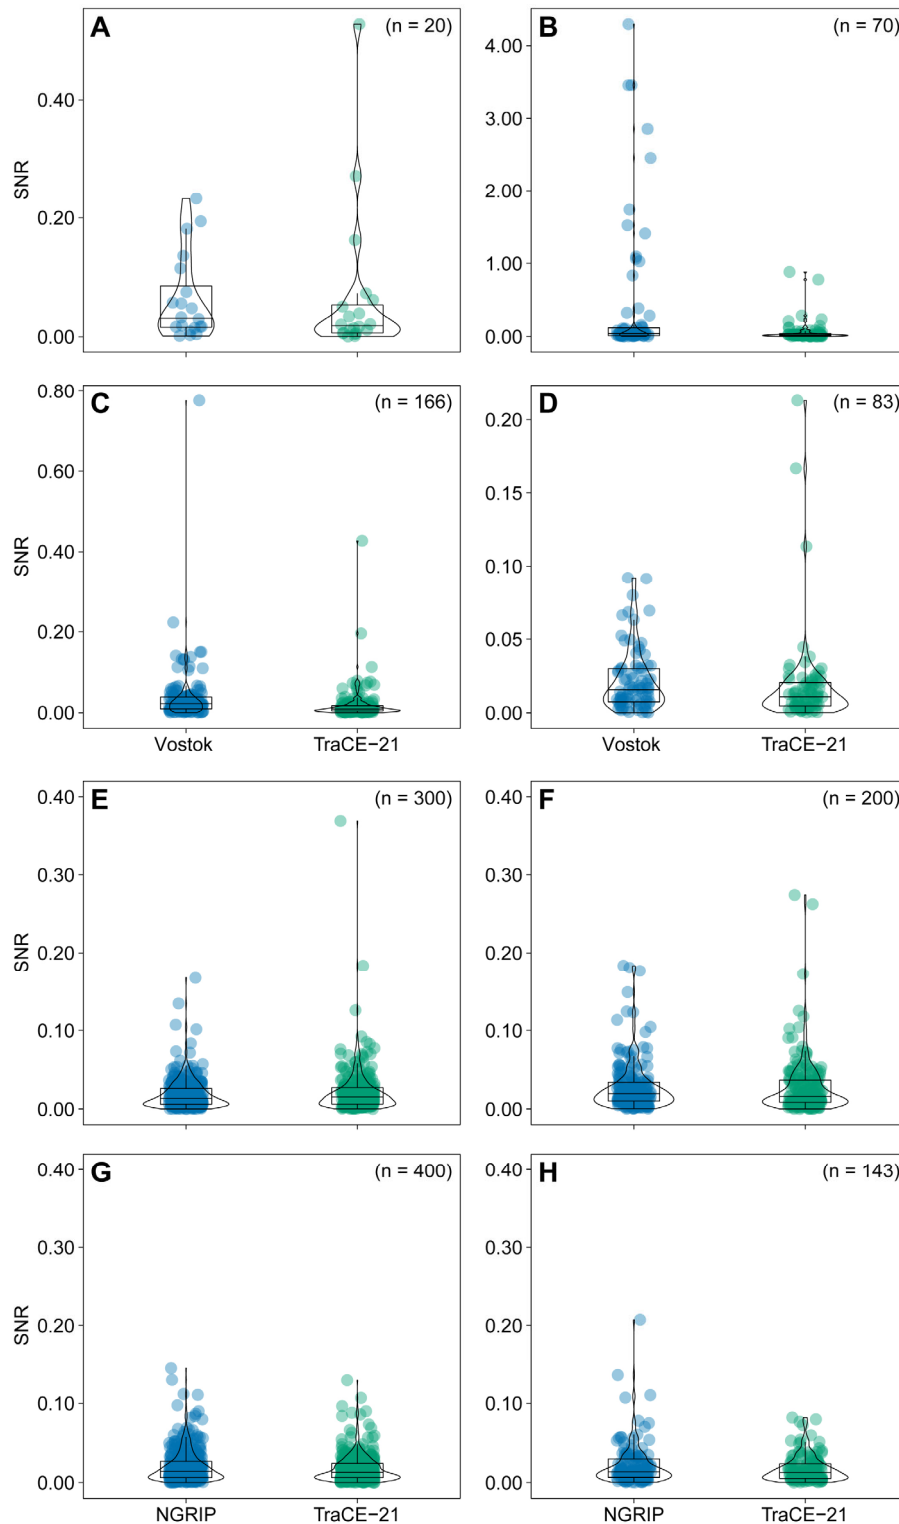 A (n = 20)
0.40
SNR
0.20
0.00
B (n = 70)
4.00
3.00
2.00
1.00
0.00
C (n = 166)
0.80
0.60
SNR
0.40
0.20
0.00
Vostok TraCE−21
D (n = 83)
0.20
0.15
0.10
0.05
0.00
Vostok TraCE−21
E (n = 300)
0.40
0.30
SNR
0.20
0.10
0.00
F (n = 200)
0.40
0.30
0.20
0.10
0.00
G (n = 400)
0.40
0.30
SNR
0.20
0.10
0.00
NGRIP TraCE−21
H (n = 143)
0.40
0.30
0.20
0.10
0.00
NGRIP TraCE−21